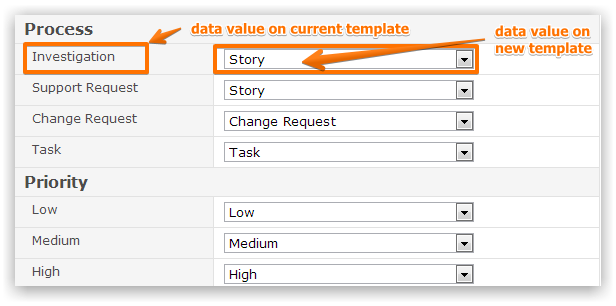 Process
data value on current template
data value on
new template
Investigation Story
Support Request Story
Change Request Change Request
Task Task
Priority
Low Low
Medium Medium
High High